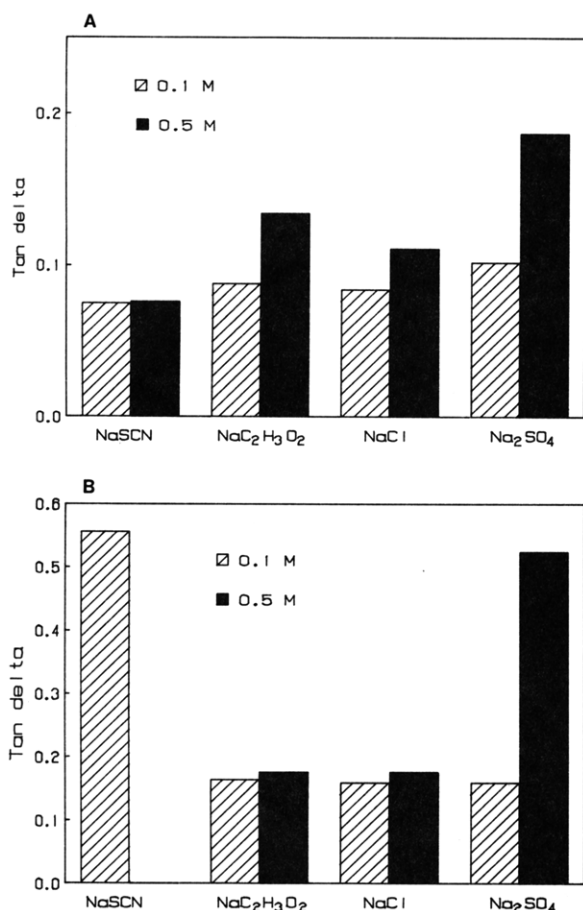 A
Tan delta
0.2
0.1
0.0
0.1 M
0.5 M
NaSCN NaC₂H₃O₂ NaCl Na₂SO₄
B
Tan delta
0.6
0.5
0.4
0.3
0.2
0.1
0.0
0.1 M
0.5 M
NaSCN NaC₂H₃O₂ NaCl Na₂SO₄